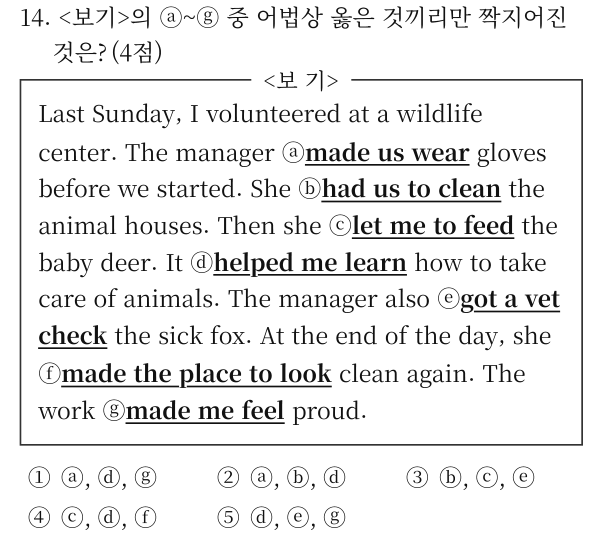 14. <보기>의 ⓐ~ⓖ 중 어법상 옳은 것끼리만 짝지어진
것은? (4점)
<보 기>
Last Sunday, I volunteered at a wildlife
center. The manager ⓐmade us wear gloves
before we started. She ⓑhad us to clean the
animal houses. Then she ⓒlet me to feed the
baby deer. It ⓓhelped me learn how to take
care of animals. The manager also ⓔgot a vet
check the sick fox. At the end of the day, she
ⓕmade the place to look clean again. The
work ⓖmade me feel proud.
① ⓐ, ⓓ, ⓖ ② ⓐ, ⓑ, ⓓ ③ ⓑ, ⓒ, ⓔ
④ ⓒ, ⓓ, ⓕ ⑤ ⓓ, ⓔ, ⓖ